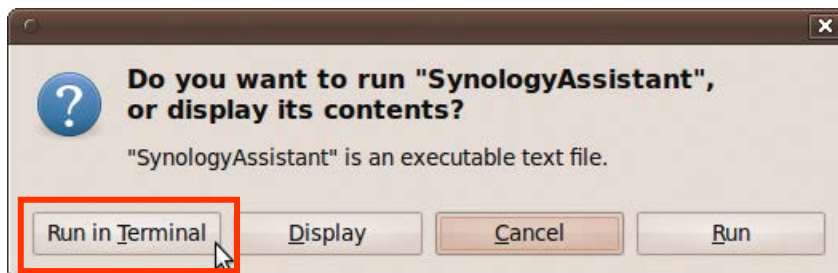 Do you want to run "SynologyAssistant",
or display its contents?
"SynologyAssistant" is an executable text file.
Run in Terminal Display Cancel Run